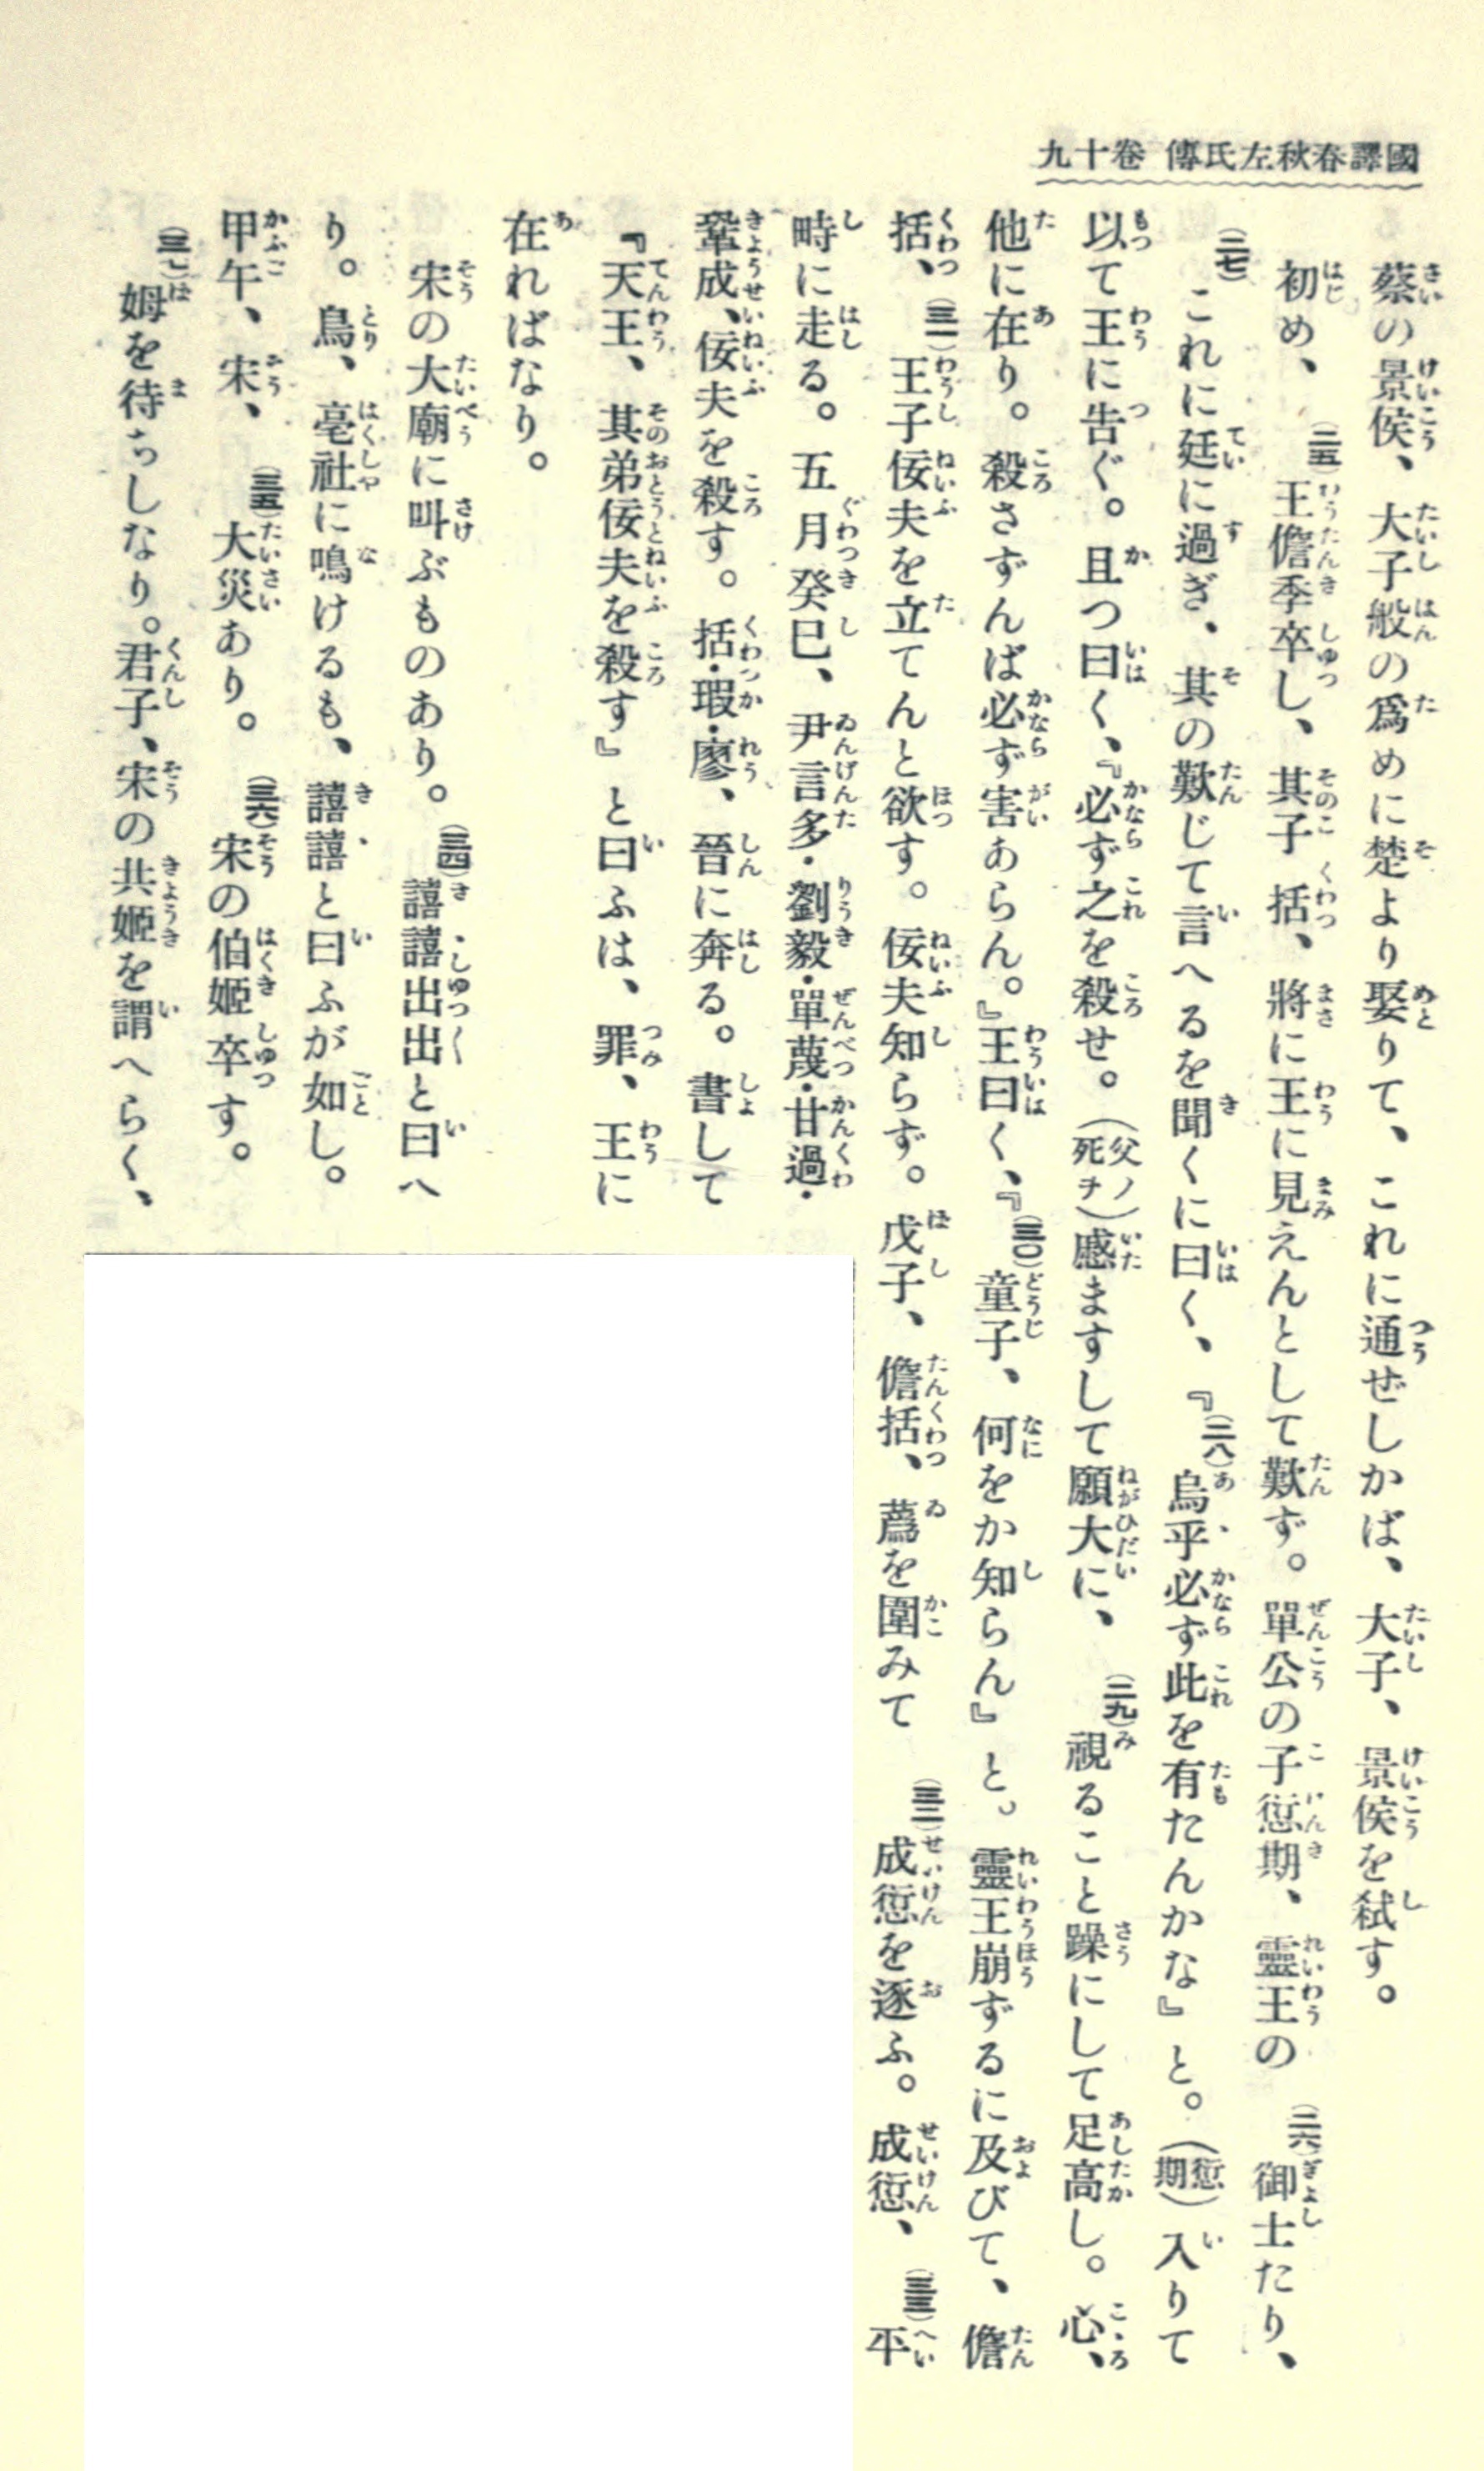 國譯春秋左氏傳 卷十九
蔡の景侯、大子般の爲めに楚より娶りて、これに通ぜしかば、大子、景侯を弑す。
初め、(二五)王儋季卒し、其子括、將に王に見えんとして歎ず。單公の子愆期、靈王の(二六)御士たり、
(二七)これに廷に過ぎ、其の歎じて言へるを聞くに曰く、『(二八)烏乎必ず此を有たんかな』と。(愆期)入りて
以て王に告ぐ。且つ曰く、『必ず之を殺せ。(父ノ死チ)慼ますして願大に、(二九)視ること躁にして足高し。心、
他に在り。殺さずんば必ず害あらん。』王曰く、『(三〇)童子、何をか知らん』と。靈王崩ずるに及びて、儋
括、(三一)王子佞夫を立てんと欲す。佞夫知らず。戊子、儋括、蔿を圍みて(三二)成愆を逐ふ。成愆、(三三)平
畤に走る。五月癸巳、尹言多・劉毅・單蔑・甘過・
鞏成、佞夫を殺す。括・瑕・廖、晉に奔る。書して
『天王、其弟佞夫を殺す』と曰ふは、罪、王に
在ればなり。
宋の大廟に叫ぶものあり。(三四)譆譆出出と曰へ
り。鳥、亳社に鳴けるも、譆譆と曰ふが如し。
甲午、宋、(三五)大災あり。(三六)宋の伯姬卒す。
(三七)姆を待ちしなり。君子、宋の共姬を謂へらく、